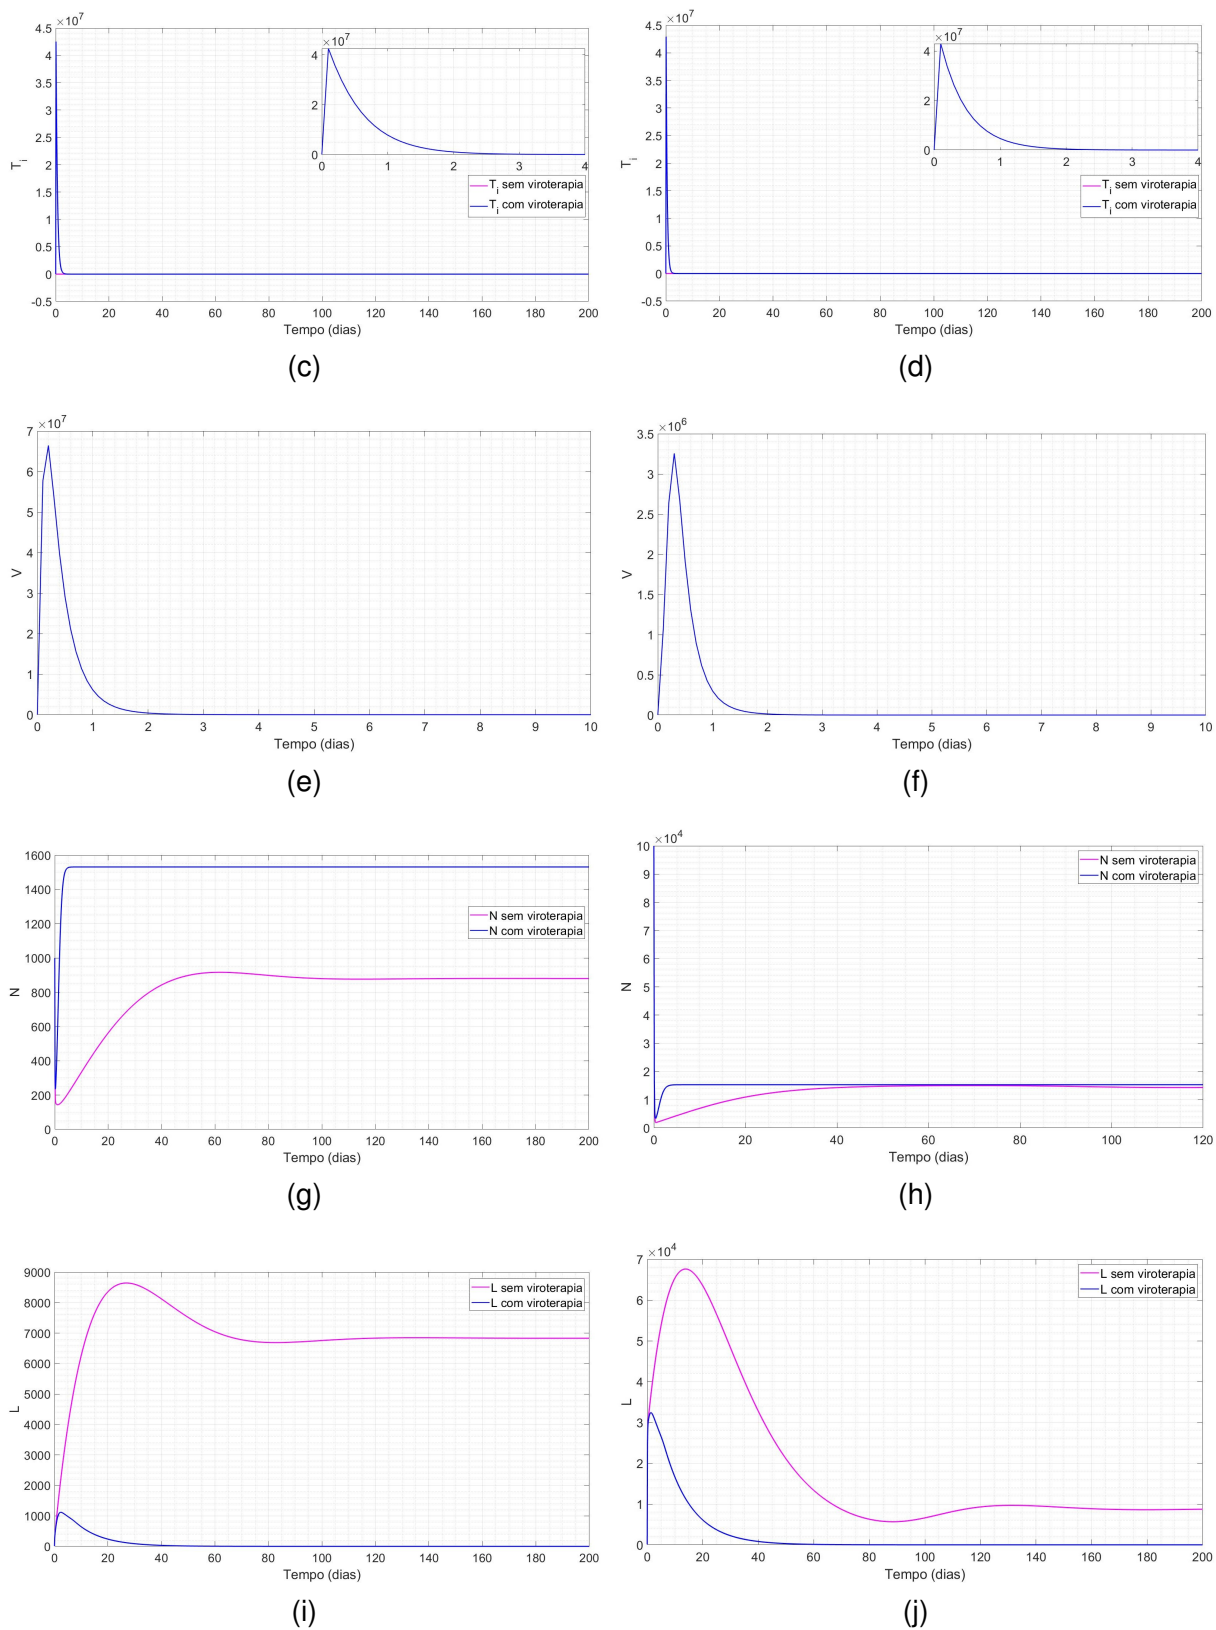 ×10^7
4.5
4
3.5
3
2.5
2
1.5
1
0.5
0
-0.5
T_i
×10^7
4
2
0
0 1 2 3 4
T_i sem viroterapia
T_i com viroterapia
0 20 40 60 80 100 120 140 160 180 200
Tempo (dias)
(c)
×10^7
4.5
4
3.5
3
2.5
2
1.5
1
0.5
0
-0.5
T_i
×10^7
4
2
0
0 1 2 3 4
T_i sem viroterapia
T_i com viroterapia
0 20 40 60 80 100 120 140 160 180 200
Tempo (dias)
(d)
×10^7
7
6
5
4
3
2
1
0
V
0 1 2 3 4 5 6 7 8 9 10
Tempo (dias)
(e)
×10^6
3.5
3
2.5
2
1.5
1
0.5
0
V
0 1 2 3 4 5 6 7 8 9 10
Tempo (dias)
(f)
1600
1400
1200
1000
800
600
400
200
0
N
N sem viroterapia
N com viroterapia
0 20 40 60 80 100 120 140 160 180 200
Tempo (dias)
(g)
×10^4
10
9
8
7
6
5
4
3
2
1
0
N
N sem viroterapia
N com viroterapia
0 20 40 60 80 100 120
Tempo (dias)
(h)
9000
8000
7000
6000
5000
4000
3000
2000
1000
0
L
L sem viroterapia
L com viroterapia
0 20 40 60 80 100 120 140 160 180 200
Tempo (dias)
(i)
×10^4
7
6
5
4
3
2
1
0
L
L sem viroterapia
L com viroterapia
0 20 40 60 80 100 120 140 160 180 200
Tempo (dias)
(j)